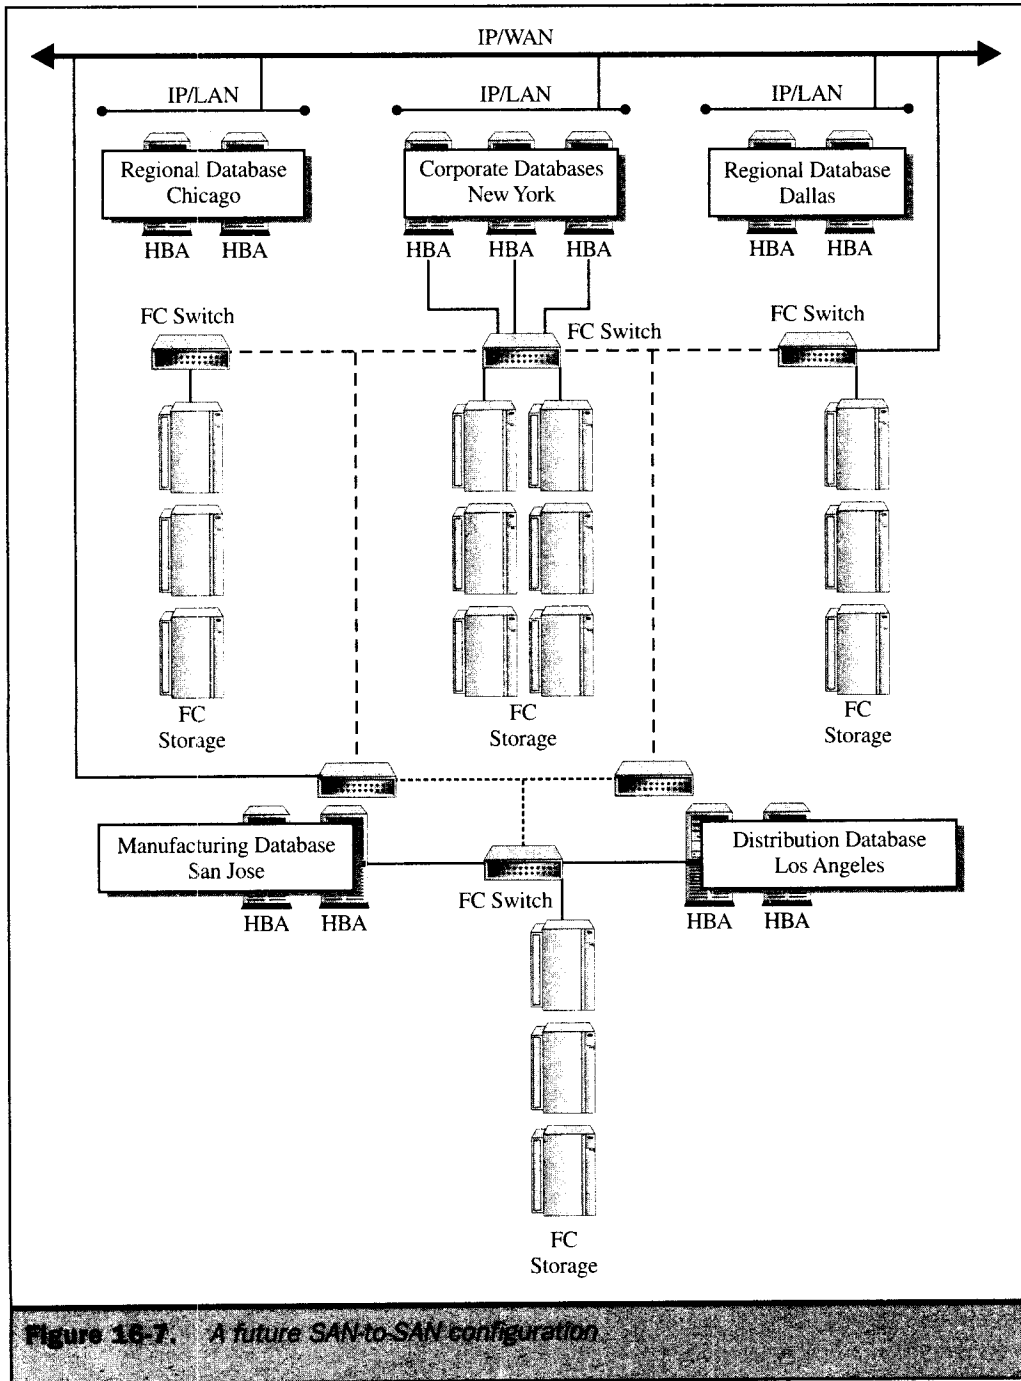 IP/WAN
IP/LAN
IP/LAN
IP/LAN
Regional Database
Chicago
Corporate Databases
New York
Regional Database
Dallas
HBA
HBA
HBA
HBA
HBA
HBA
HBA
FC Switch
FC Switch
FC Switch
FC
Storage
FC
Storage
FC
Storage
Manufacturing Database
San Jose
Distribution Database
Los Angeles
FC Switch
HBA
HBA
HBA
HBA
FC
Storage
Figure 16-7. A future SAN-to-SAN configuration